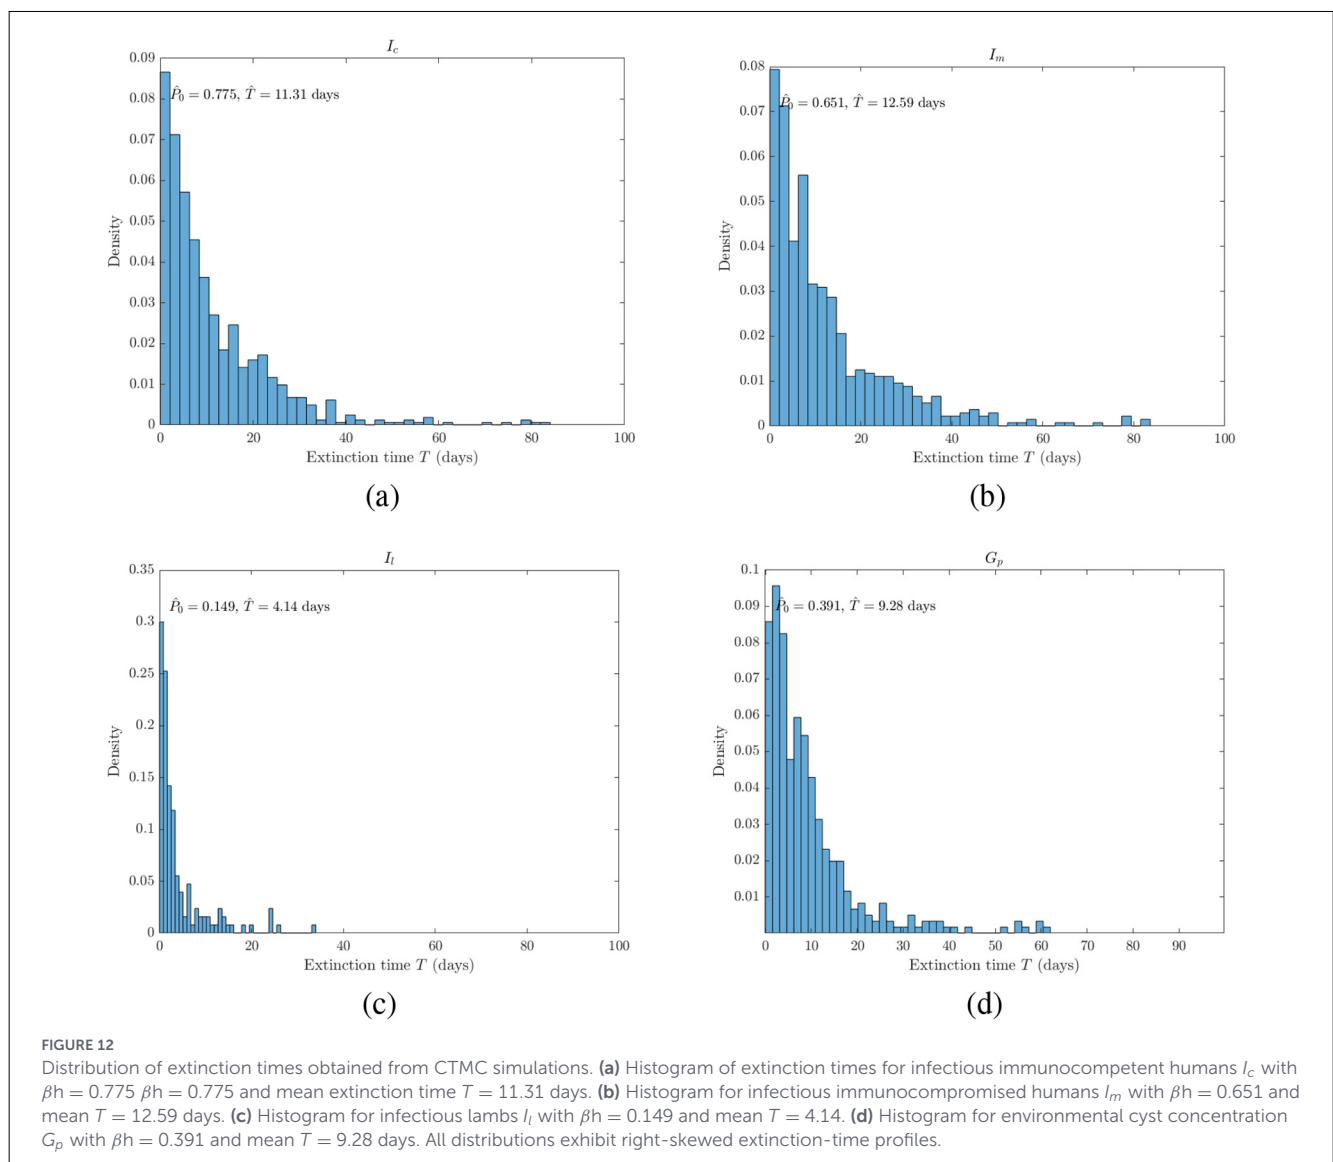 I_c
0.09
0.08
0.07
0.06
0.05
0.04
0.03
0.02
0.01
0
Density
P̂_0 = 0.775, T̂ = 11.31 days
0 20 40 60 80 100
Extinction time T (days)
(a)
I_m
0.08
0.07
0.06
0.05
0.04
0.03
0.02
0.01
0
Density
P̂_0 = 0.651, T̂ = 12.59 days
0 20 40 60 80 100
Extinction time T (days)
(b)
I_l
0.35
0.3
0.25
0.2
0.15
0.1
0.05
0
Density
P̂_0 = 0.149, T̂ = 4.14 days
0 20 40 60 80 100
Extinction time T (days)
(c)
G_p
0.1
0.09
0.08
0.07
0.06
0.05
0.04
0.03
0.02
0.01
Density
P̂_0 = 0.391, T̂ = 9.28 days
0 10 20 30 40 50 60 70 80 90
Extinction time T (days)
(d)
FIGURE 12
Distribution of extinction times obtained from CTMC simulations. (a) Histogram of extinction times for infectious immunocompetent humans I_c with
βh = 0.775 βh = 0.775 and mean extinction time T = 11.31 days. (b) Histogram for infectious immunocompromised humans I_m with βh = 0.651 and
mean T = 12.59 days. (c) Histogram for infectious lambs I_l with βh = 0.149 and mean T = 4.14. (d) Histogram for environmental cyst concentration
G_p with βh = 0.391 and mean T = 9.28 days. All distributions exhibit right-skewed extinction-time profiles.